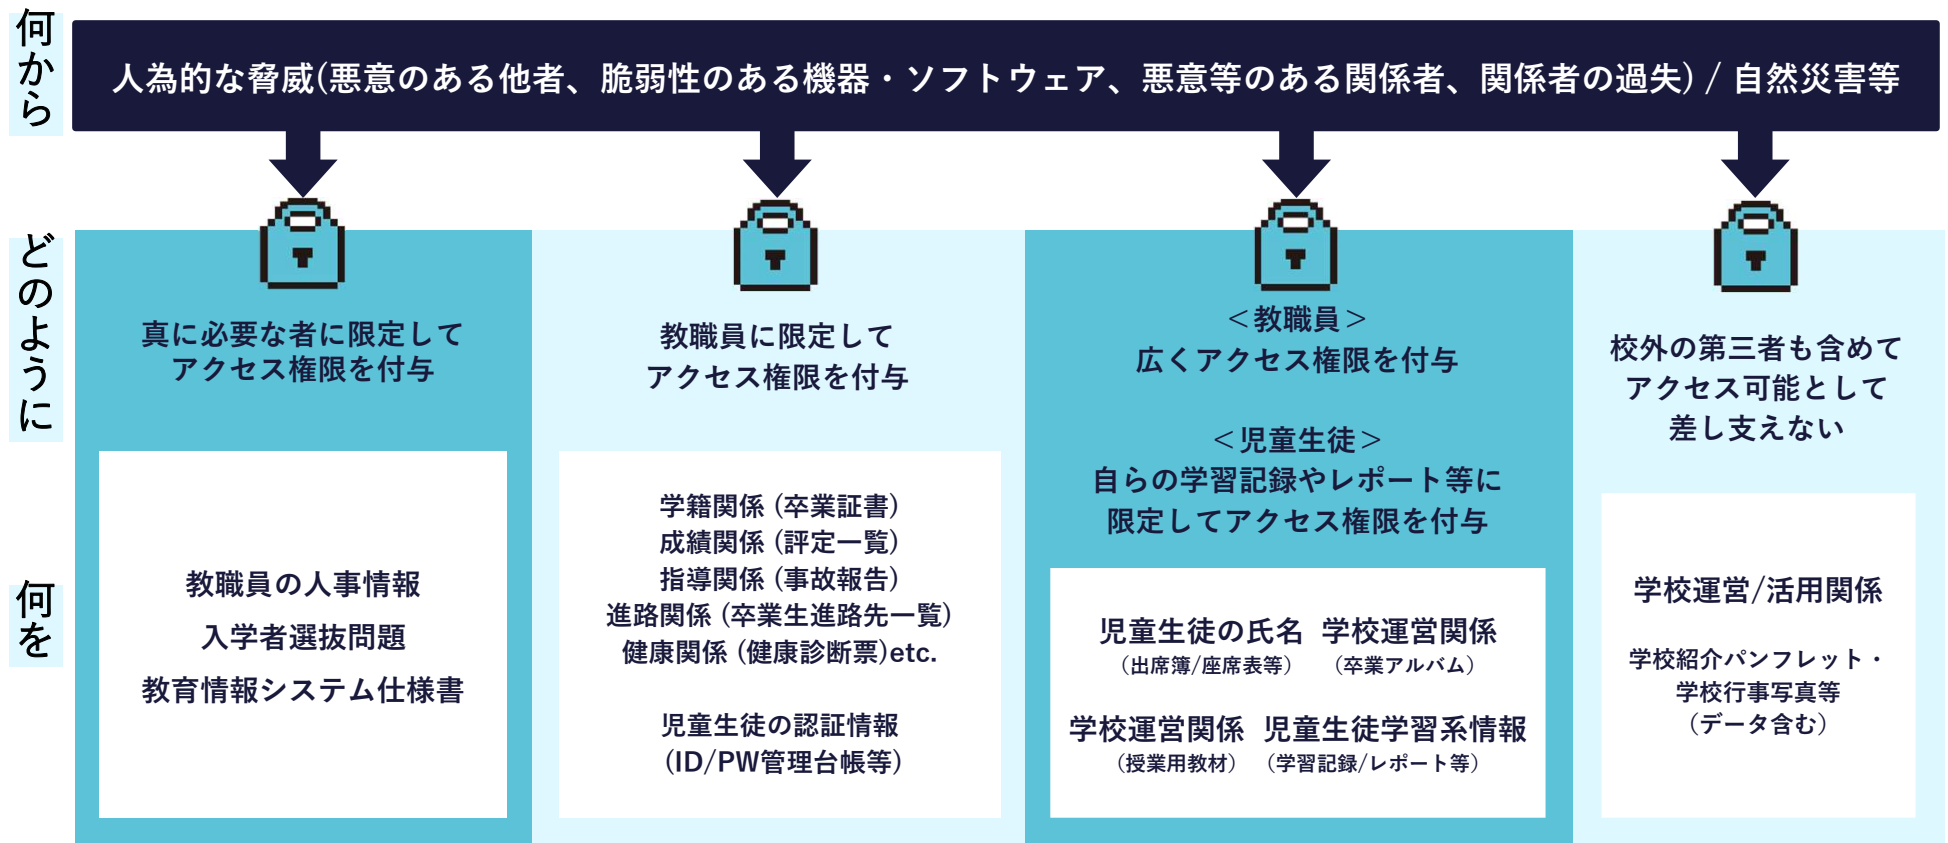 何から
人為的な脅威(悪意のある他者、脆弱性のある機器・ソフトウェア、悪意等のある関係者、関係者の過失) / 自然災害等
どのように
真に必要な者に限定して
アクセス権限を付与
教職員に限定して
アクセス権限を付与
＜教職員＞
広くアクセス権限を付与
＜児童生徒＞
自らの学習記録やレポート等に
限定してアクセス権限を付与
校外の第三者も含めて
アクセス可能として
差し支えない
何を
教職員の人事情報
入学者選抜問題
教育情報システム仕様書
学籍関係 (卒業証書)
成績関係 (評定一覧)
指導関係 (事故報告)
進路関係 (卒業生進路先一覧)
健康関係 (健康診断票)etc.
児童生徒の認証情報
(ID/PW管理台帳等)
児童生徒の氏名 学校運営関係
（出席簿/座席表等） （卒業アルバム）
学校運営関係 児童生徒学習系情報
（授業用教材） （学習記録/レポート等）
学校運営/活用関係
学校紹介パンフレット・
学校行事写真等
（データ含む）